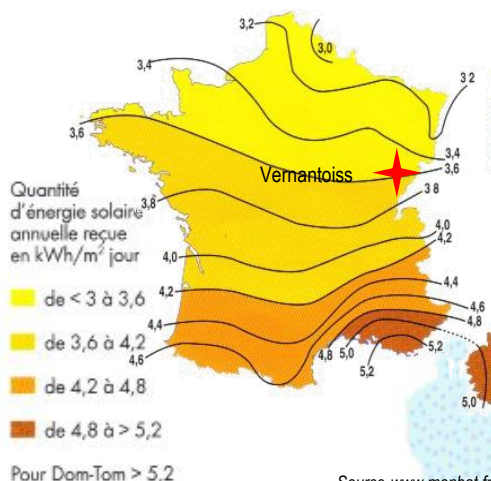 3,2
3,0
3,4
3 2
3,6
3,4
3,6
Vernantoiss
3,8
3 8
Quantité
d'énergie solaire
annuelle reçue
en kWh/m² jour
4,0
4,2
4,0
4,2
4,4
4,6
4,8
4,4
4,6
4,8
5,0
5,2
5,2
5,0
de < 3 à 3,6
de 3,6 à 4,2
de 4,2 à 4,8
de 4,8 à > 5,2
Pour Dom-Tom > 5.2